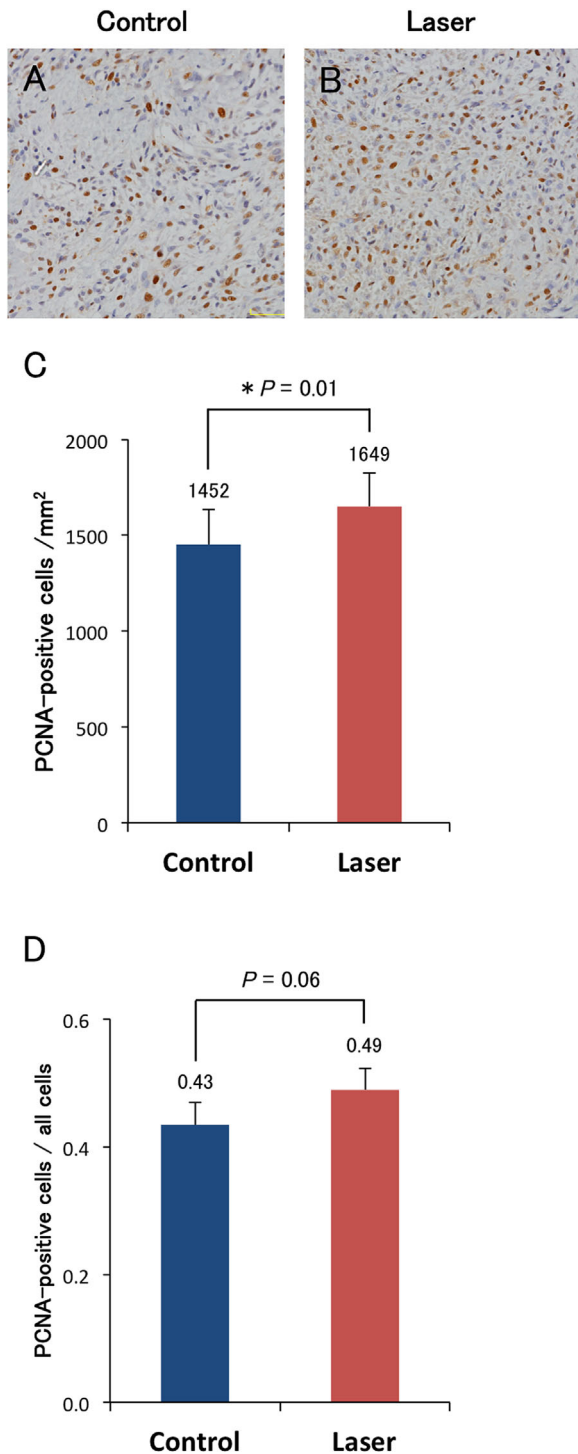 Control
Laser
A
B
C
* P = 0.01
2000
1500
1000
500
0
PCNA-positive cells /mm²
1452
1649
Control
Laser
D
P = 0.06
0.6
0.4
0.2
0.0
PCNA-positive cells / all cells
0.43
0.49
Control
Laser